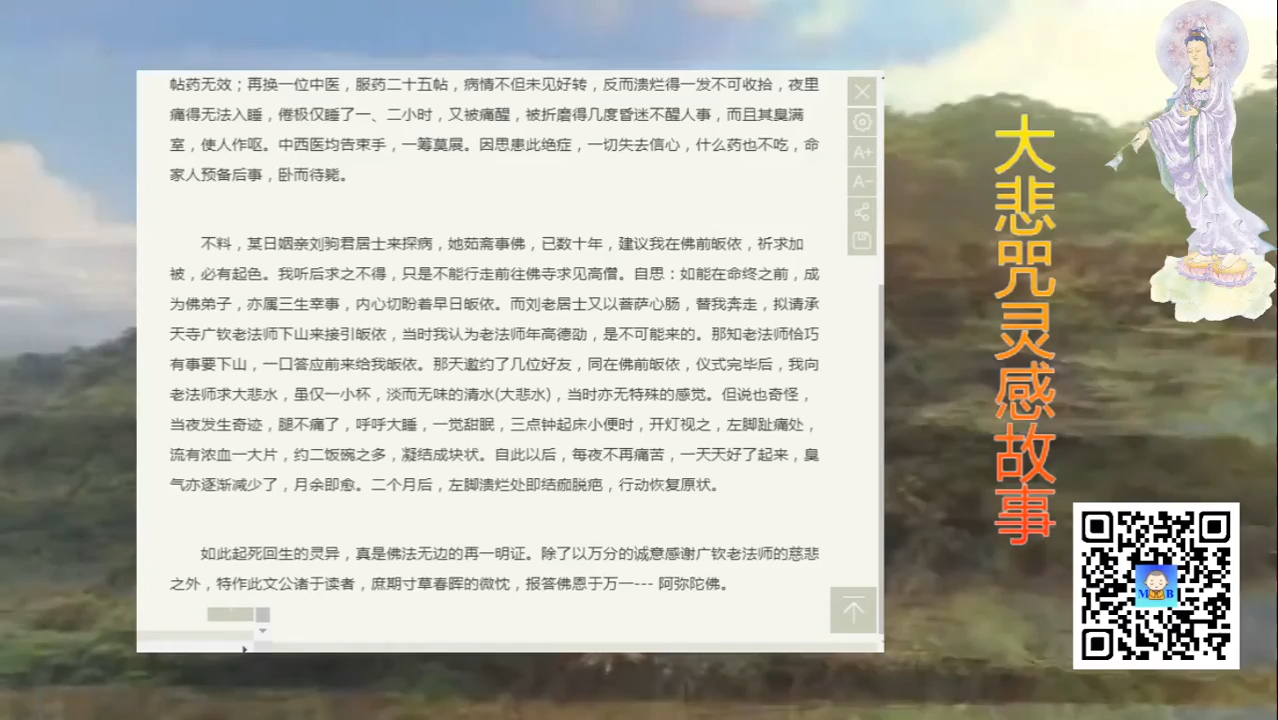 帖药无效；再换一位中医，服药二十五帖，病情不但未见好转，反而溃烂得一发不可收拾，夜里
痛得无法入睡，倦极仅睡了一、二小时，又被痛醒，被折磨得几度昏迷不醒人事，而且其臭满
室，使人作呕。中西医均告束手，一筹莫展。因思患此绝症，一切失去信心，什么药也不吃，命
家人预备后事，卧而待毙。
不料，某日姻亲刘驹君居士来探病，她茹斋事佛，已数十年，建议我在佛前皈依，祈求加
被，必有起色。我听后求之不得，只是不能行走前往佛寺求见高僧。自思：如能在命终之前，成
为佛弟子，亦属三生幸事，内心切盼着早日皈依。而刘老居士又以菩萨心肠，替我奔走，拟请承
天寺广钦老法师下山来接引皈依，当时我认为老法师年高德劭，是不可能来的。那知老法师恰巧
有事要下山，一口答应前来给我皈依。那天邀约了几位好友，同在佛前皈依，仪式完毕后，我向
老法师求大悲水，虽仅一小杯，淡而无味的清水(大悲水)，当时亦无特殊的感觉。但说也奇怪，
当夜发生奇迹，腿不痛了，呼呼大睡，一觉甜眠，三点钟起床小便时，开灯视之，左脚趾痛处，
流有浓血一大片，约二饭碗之多，凝结成块状。自此以后，每夜不再痛苦，一天天好了起来，臭
气亦逐渐减少了，月余即愈。二个月后，左脚溃烂处即结痂脱疤，行动恢复原状。
如此起死回生的灵异，真是佛法无边的再一明证。除了以万分的诚意感谢广钦老法师的慈悲
之外，特作此文公诸于读者，庶期寸草春晖的微忱，报答佛恩于万一--- 阿弥陀佛。
A+
A-
大悲咒灵感故事
M B